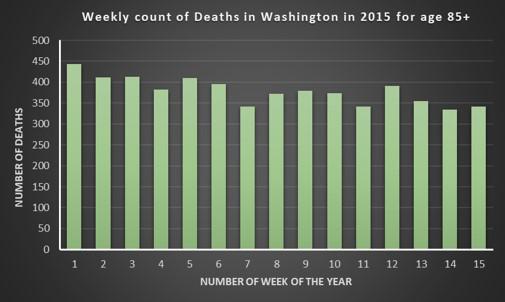 Weekly count of Deaths in Washington in 2015 for age 85+
500
450
400
350
300
250
200
150
100
50
0
NUMBER OF DEATHS
1 2 3 4 5 6 7 8 9 10 11 12 13 14 15
NUMBER OF WEEK OF THE YEAR